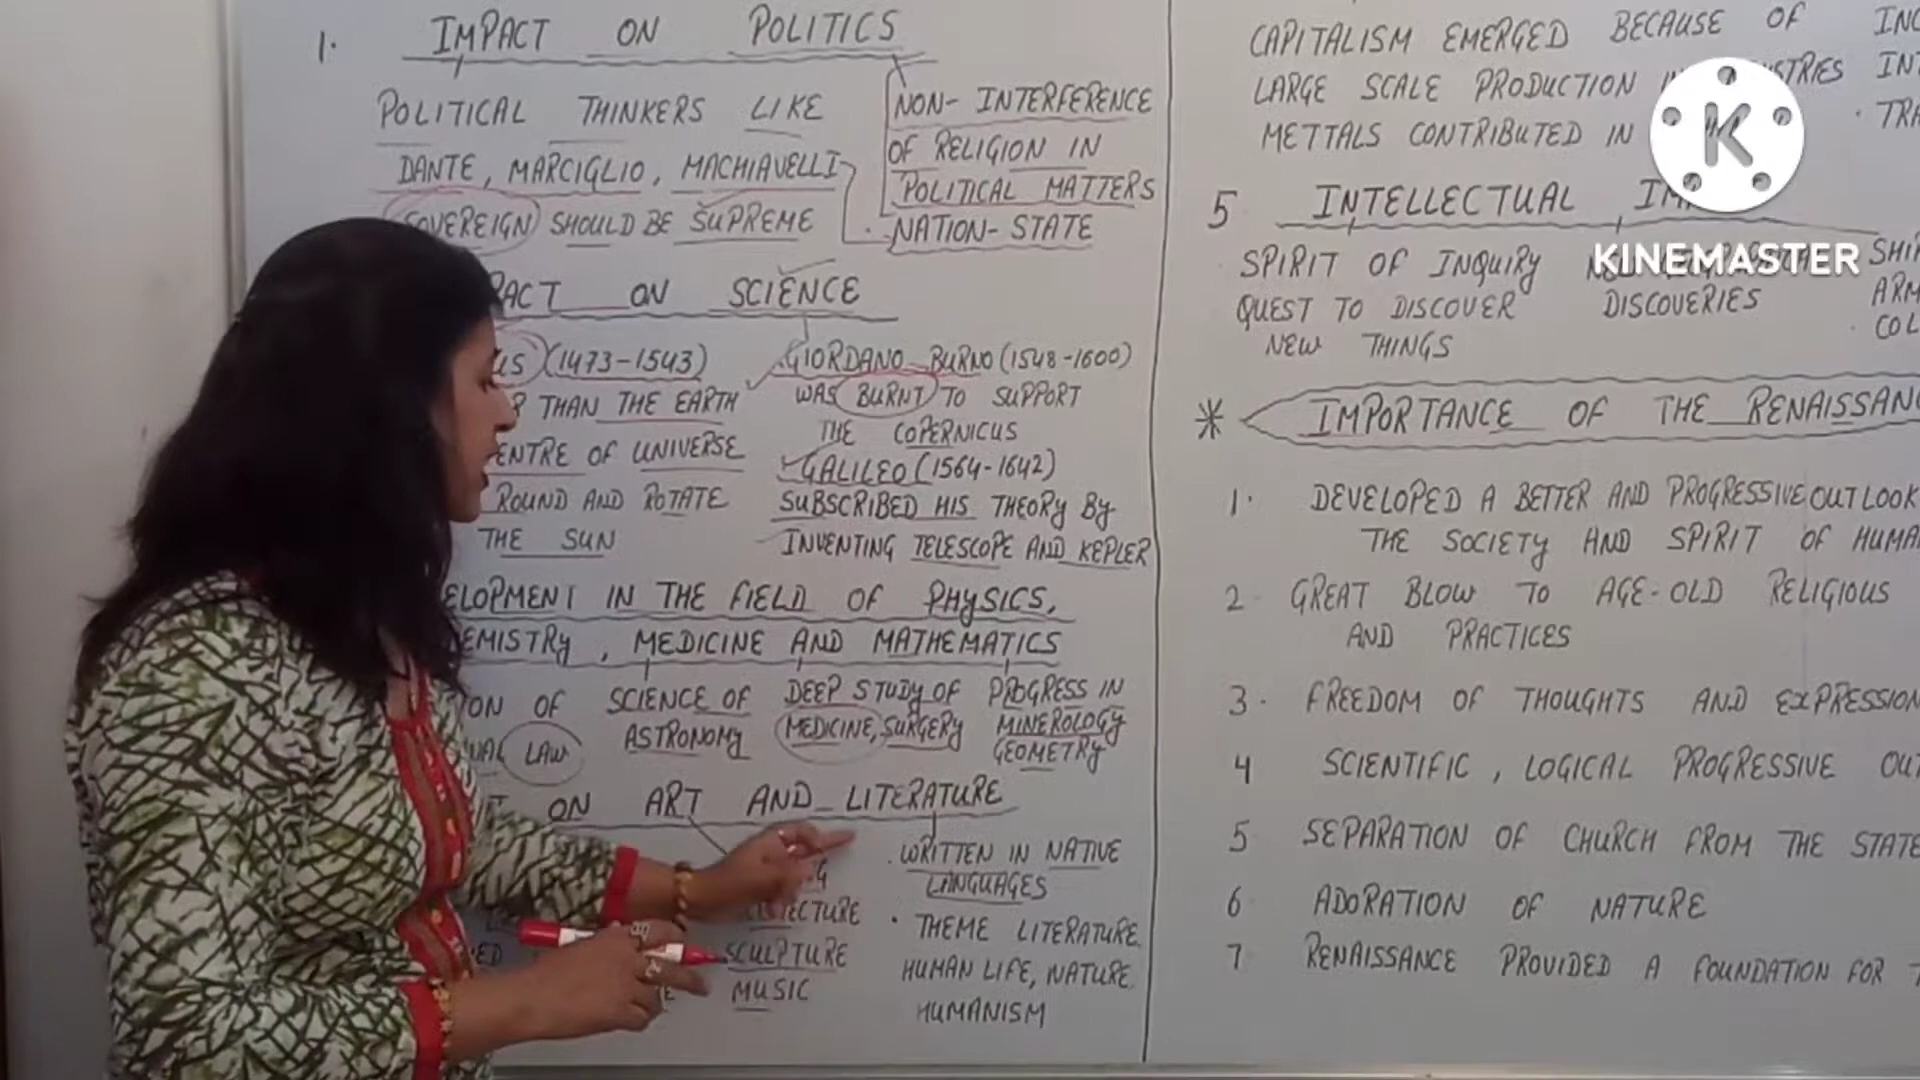 1. IMPACT ON POLITICS
POLITICAL THINKERS LIKE
DANTE, MARCIGLIO, MACHIAVELLI
SOVEREIGN SHOULD BE SUPREME
NON-INTERFERENCE
OF RELIGION IN
POLITICAL MATTERS
· NATION-STATE
ON SCIENCE
(1473-1543)
THAN THE EARTH
OF UNIVERSE
ROUND AND ROTATE
THE SUN
GIORDANO BURNO (1548-1600)
WAS BURNT TO SUPPORT
THE COPERNICUS
GALILEO (1564-1642)
SUBSCRIBED HIS THEORY BY
INVENTING TELESCOPE AND KEPLER
IN THE FIELD OF PHYSICS,
, MEDICINE AND MATHEMATICS
OF
LAW
SCIENCE OF
ASTRONOMY
DEEP STUDY OF
MEDICINE, SURGERY
PROGRESS IN
MINEROLOGY
GEOMETRY
ON ART AND LITERATURE
SCULPTURE
MUSIC
. WRITTEN IN NATIVE
LANGUAGES
· THEME LITERATURE
HUMAN LIFE, NATURE
HUMANISM
CAPITALISM EMERGED BECAUSE OF
LARGE SCALE PRODUCTION
METTALS CONTRIBUTED IN
5 INTELLECTUAL
SPIRIT OF INQUIRY
QUEST TO DISCOVER
NEW THINGS
DISCOVERIES
* IMPORTANCE OF THE
1. DEVELOPED A BETTER AND PROGRESSIVE OUTLOOK
THE SOCIETY AND SPIRIT OF
2 GREAT BLOW TO AGE-OLD RELIGIOUS
AND PRACTICES
3. FREEDOM OF THOUGHTS AND EXPRESSION
4 SCIENTIFIC, LOGICAL PROGRESSIVE
5 SEPARATION OF CHURCH FROM THE STATE
6 ADORATION OF NATURE
7 RENAISSANCE PROVIDED A FOUNDATION FOR
K
KINEMASTER